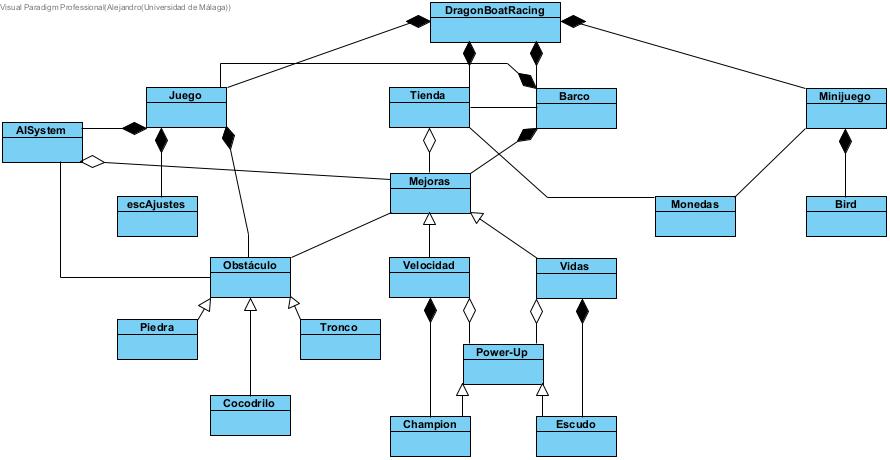 Visual Paradigm Professional(Alejandro(Universidad de Málaga))
DragonBoatRacing
Juego
Tienda
Barco
Minijuego
AISystem
Mejoras
escAjustes
Monedas
Bird
Obstáculo
Velocidad
Vidas
Piedra
Tronco
Power-Up
Cocodrilo
Champion
Escudo